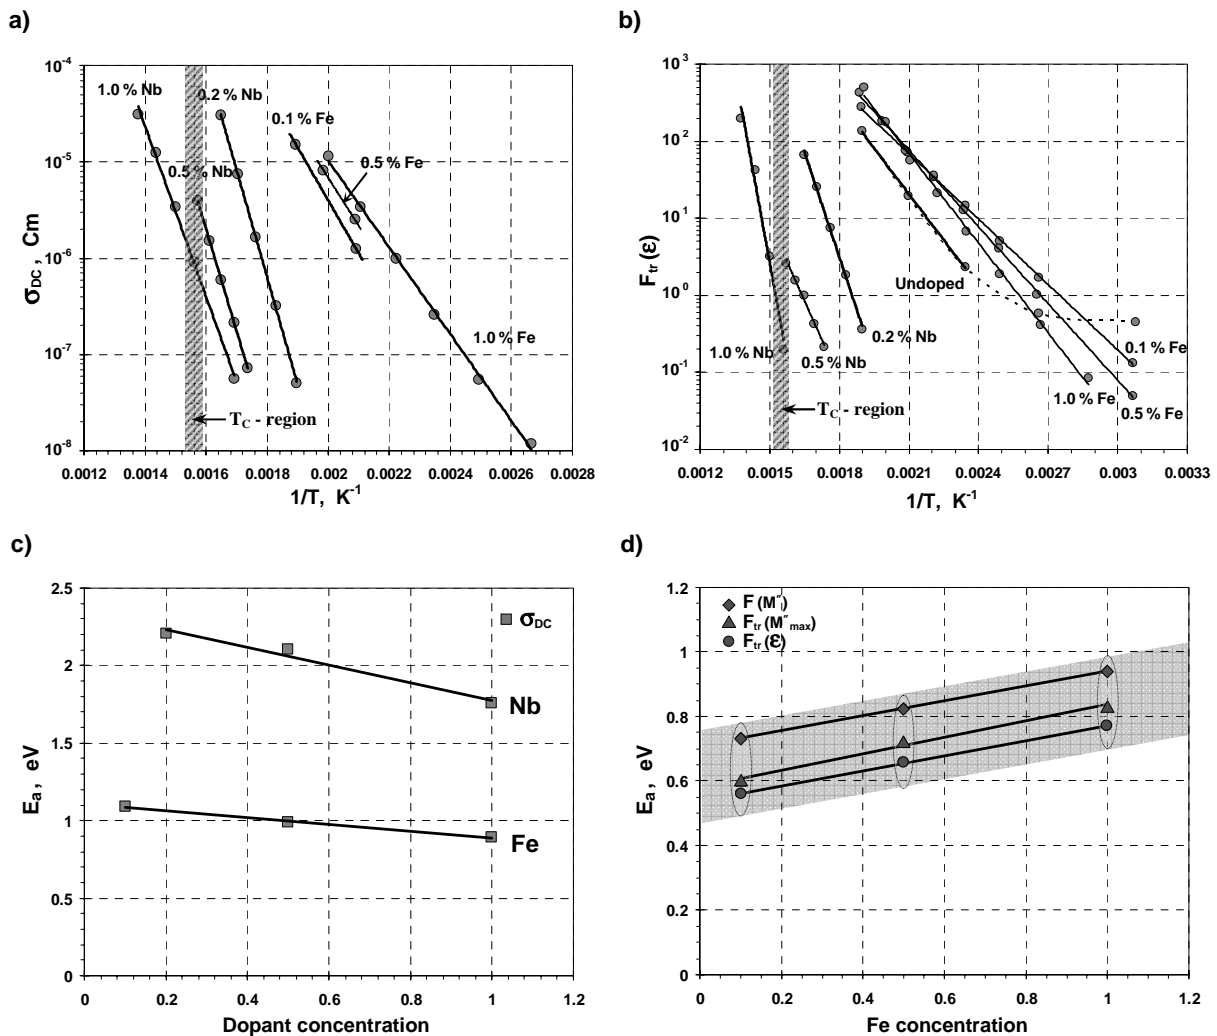 a)
σDC , Cm
10-4
10-5
10-6
10-7
10-8
1.0 % Nb
0.2 % Nb
0.1 % Fe
0.5 % Fe
0.5 % Nb
1.0 % Fe
TC - region
0.0012 0.0014 0.0016 0.0018 0.002 0.0022 0.0024 0.0026 0.0028
1/T, K-1
b)
Ftr (ε)
104
103
102
101
100
10-1
10-2
Undoped
0.2 % Nb
1.0 % Nb
0.5 % Nb
0.1 % Fe
1.0 % Fe
0.5 % Fe
TC - region
0.0012 0.0015 0.0018 0.0021 0.0024 0.0027 0.003 0.0033
1/T, K-1
c)
Ea , eV
2.5
2
1.5
1
0.5
0
σDC
Nb
Fe
0 0.2 0.4 0.6 0.8 1 1.2
Dopant concentration
d)
Ea , eV
1.2
1
0.8
0.6
0.4
0.2
0
F (M")
Ftr (M"max)
Ftr (ε)
0 0.2 0.4 0.6 0.8 1 1.2
Fe concentration